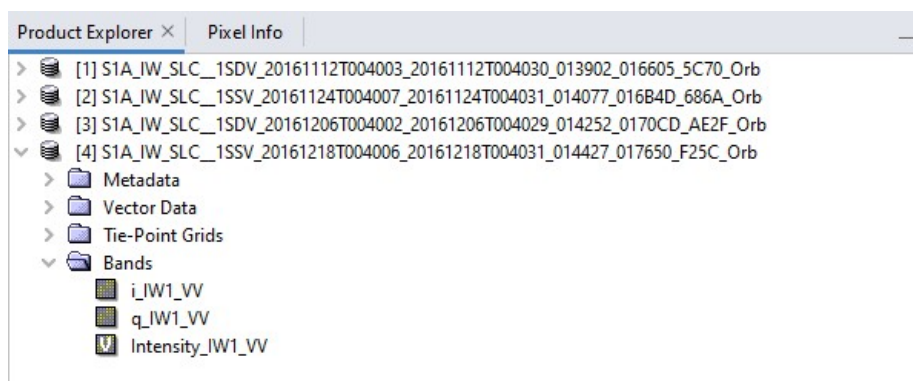 Product Explorer × Pixel Info
[1] S1A_IW_SLC__1SDV_20161112T004003_20161112T004030_013902_016605_5C70_Orb
[2] S1A_IW_SLC__1SSV_20161124T004007_20161124T004031_014077_016B4D_686A_Orb
[3] S1A_IW_SLC__1SDV_20161206T004002_20161206T004029_014252_0170CD_AE2F_Orb
[4] S1A_IW_SLC__1SSV_20161218T004006_20161218T004031_014427_017650_F25C_Orb
Metadata
Vector Data
Tie-Point Grids
Bands
i_IW1_VV
q_IW1_VV
Intensity_IW1_VV